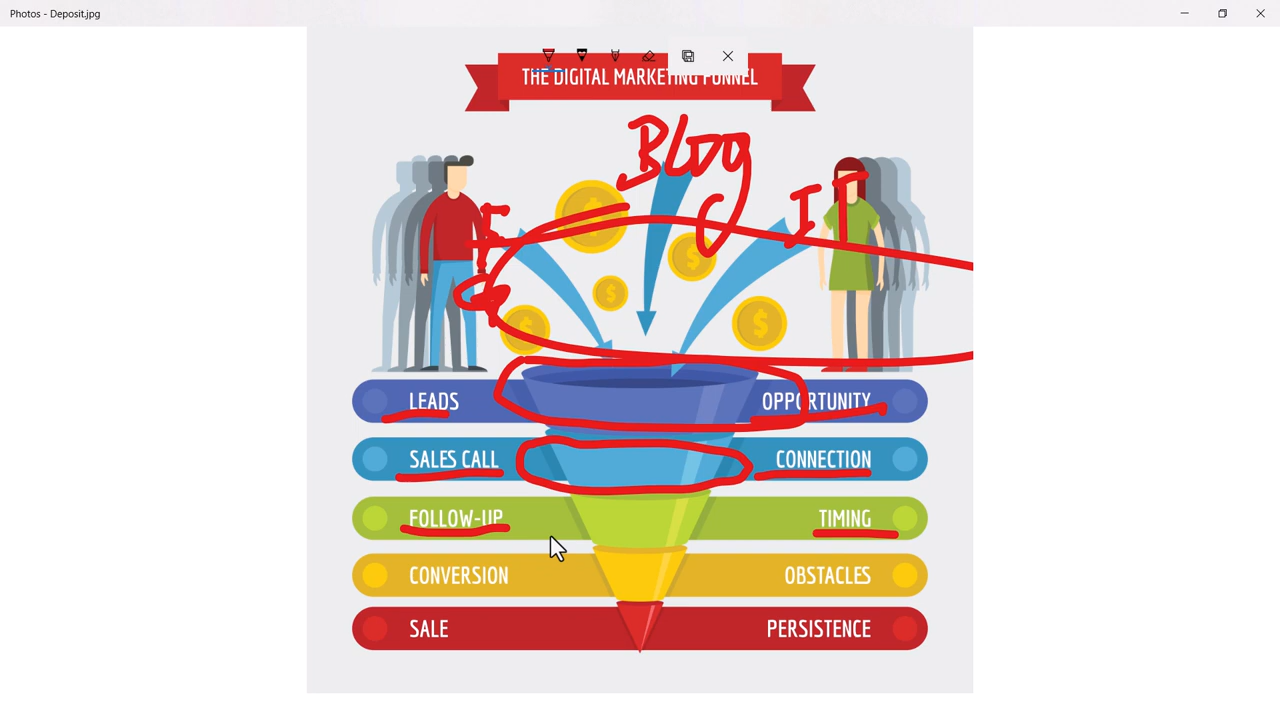 Photos - Deposit.jpg
THE DIGITAL MARKETING FUNNEL
Blog
LEADS OPPORTUNITY
SALES CALL CONNECTION
FOLLOW-UP TIMING
CONVERSION OBSTACLES
SALE PERSISTENCE